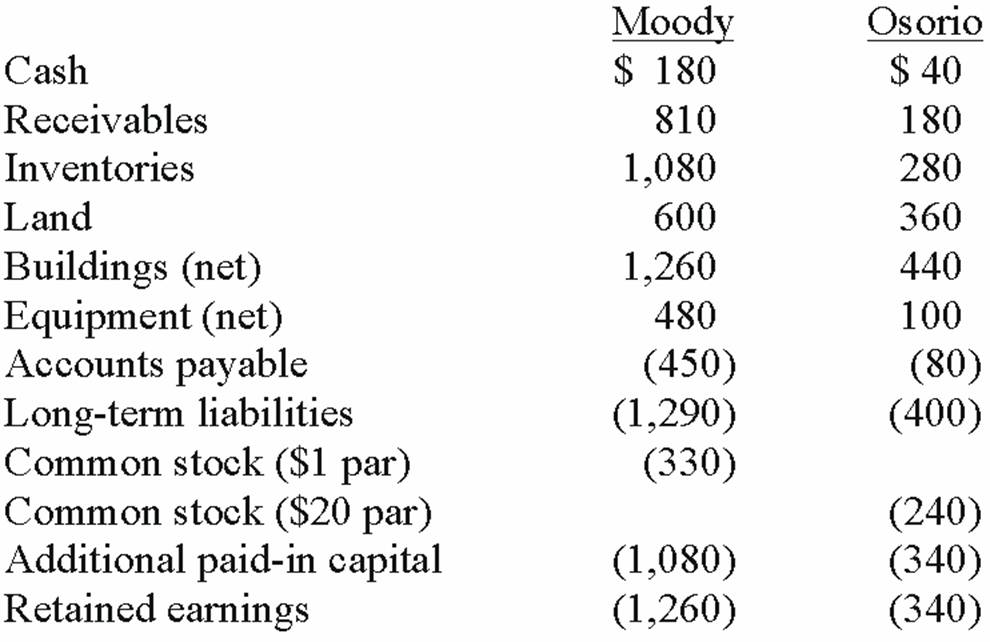 Moody Osorio
Cash $ 180 $ 40
Receivables 810 180
Inventories 1,080 280
Land 600 360
Buildings (net) 1,260 440
Equipment (net) 480 100
Accounts payable (450) (80)
Long-term liabilities (1,290) (400)
Common stock ($1 par) (330)
Common stock ($20 par) (240)
Additional paid-in capital (1,080) (340)
Retained earnings (1,260) (340)